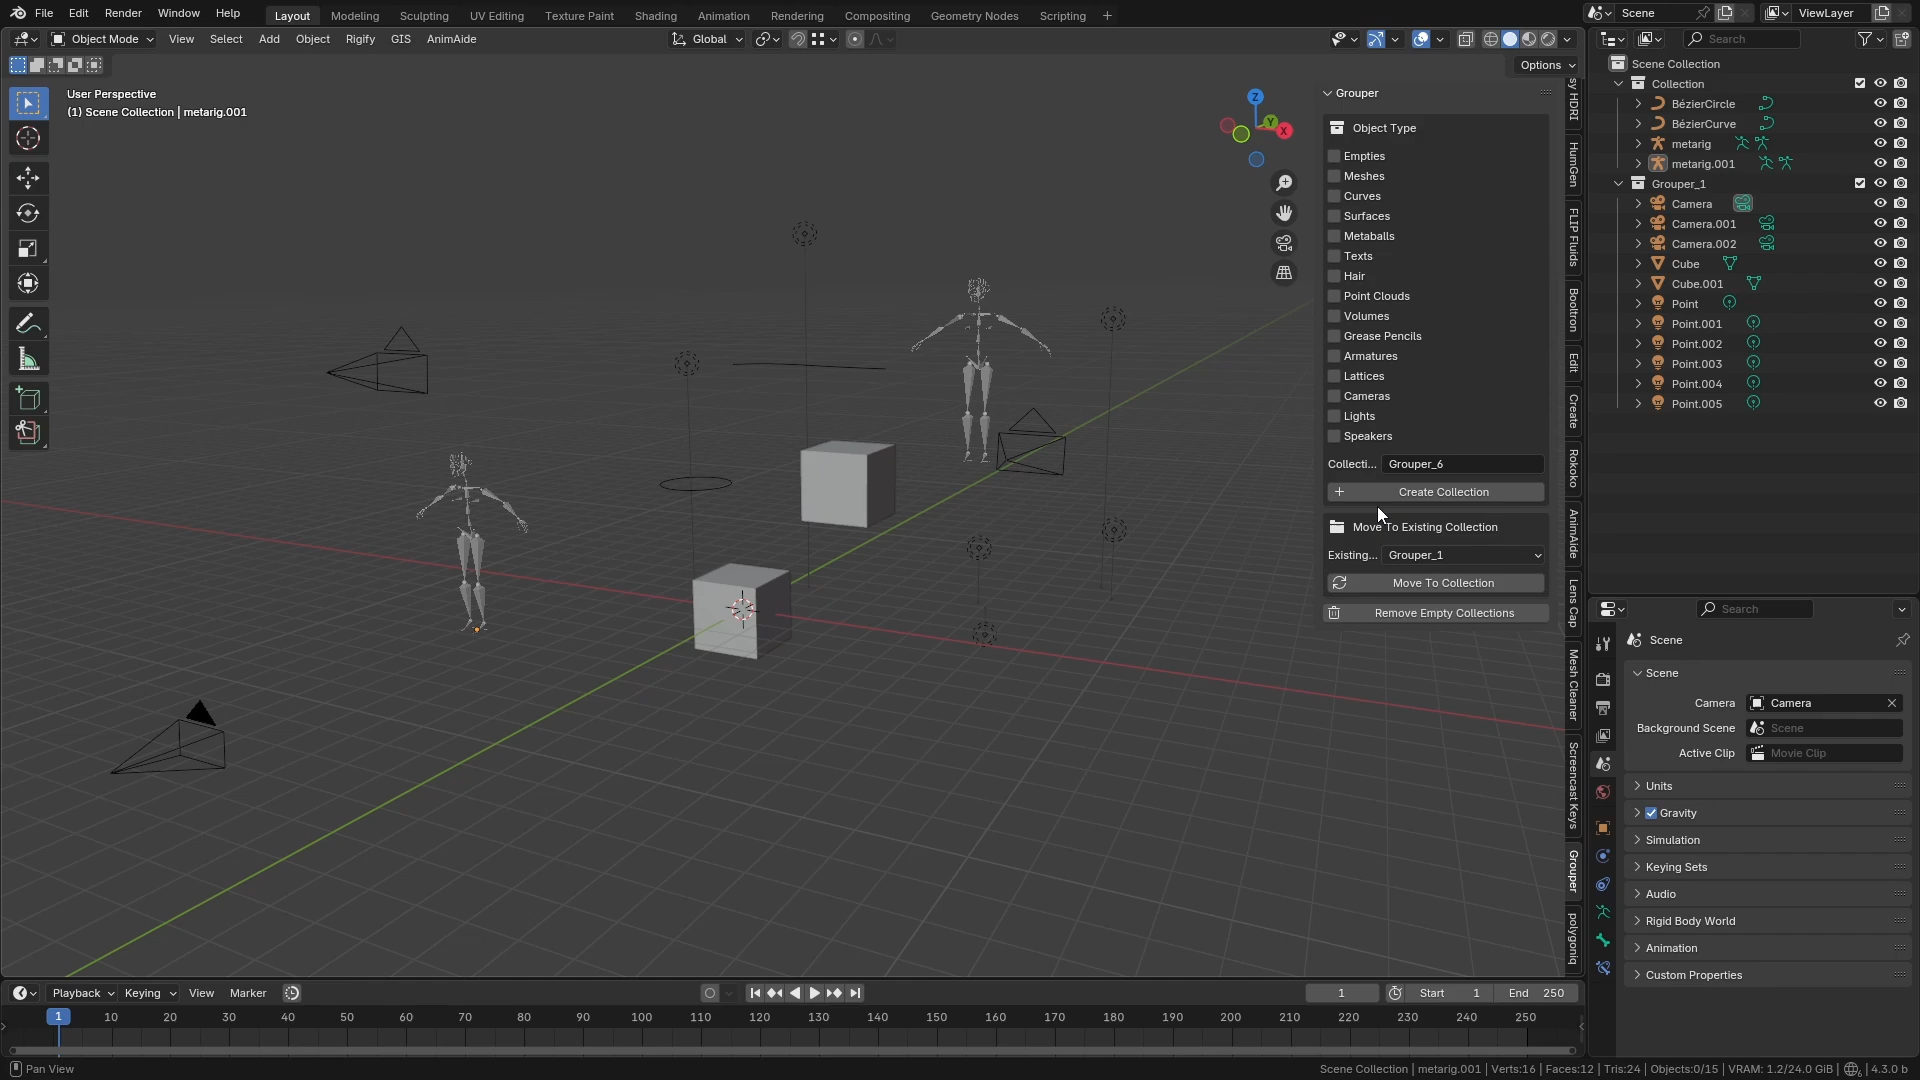 File Edit Render Window Help
Layout Modeling Sculpting UV Editing Texture Paint Shading Animation Rendering Compositing Geometry Nodes Scripting +
Scene
ViewLayer
Object Mode View Select Add Object Rigify GIS AnimAide
Global
Search
Options
User Perspective
(1) Scene Collection | metarig.001
Z
Y
X
Grouper
Object Type
Empties
Meshes
Curves
Surfaces
Metaballs
Texts
Hair
Point Clouds
Volumes
Grease Pencils
Armatures
Lattices
Cameras
Lights
Speakers
Collecti... Grouper_6
Create Collection
Move To Existing Collection
Existing... Grouper_1
Move To Collection
Remove Empty Collections
sy HDRI
HumGen
FLIP Fluids
Booltron
Edit
Create
Rokoko
AnimAide
Lens Cap
Mesh Cleaner
Screencast Keys
Grouper
polygoniq
Scene Collection
Collection
BézierCircle
BézierCurve
metarig
metarig.001
Grouper_1
Camera
Camera.001
Camera.002
Cube
Cube.001
Point
Point.001
Point.002
Point.003
Point.004
Point.005
Search
Scene
Scene
Camera Camera
Background Scene Scene
Active Clip Movie Clip
Units
Gravity
Simulation
Keying Sets
Audio
Rigid Body World
Animation
Custom Properties
Playback Keying View Marker
1 Start 1 End 250
1 10 20 30 40 50 60 70 80 90 100 110 120 130 140 150 160 170 180 190 200 210 220 230 240 250
Pan View
Scene Collection | metarig.001 | Verts:16 | Faces:12 | Tris:24 | Objects:0/15 | VRAM: 1.2/24.0 GiB | 4.3.0 b